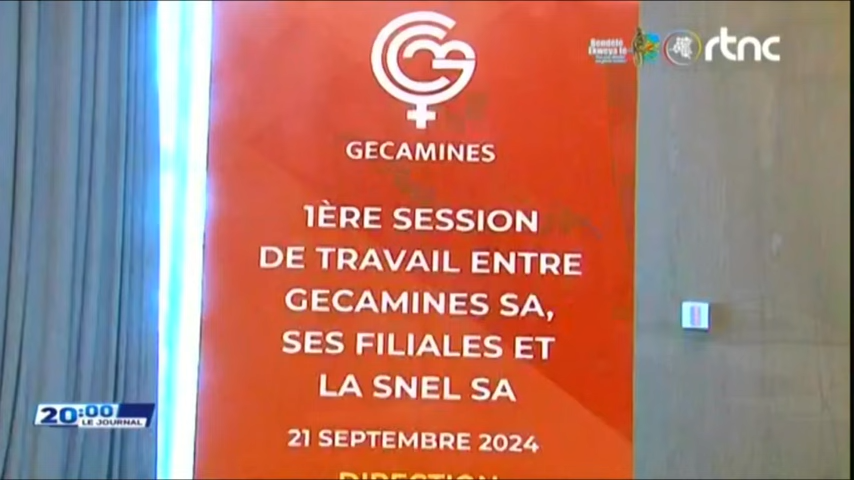 rtnc
GECAMINES
1ÈRE SESSION
DE TRAVAIL ENTRE
GECAMINES SA,
SES FILIALES ET
LA SNEL SA
21 SEPTEMBRE 2024
DIRECTION
20:00
LE JOURNAL